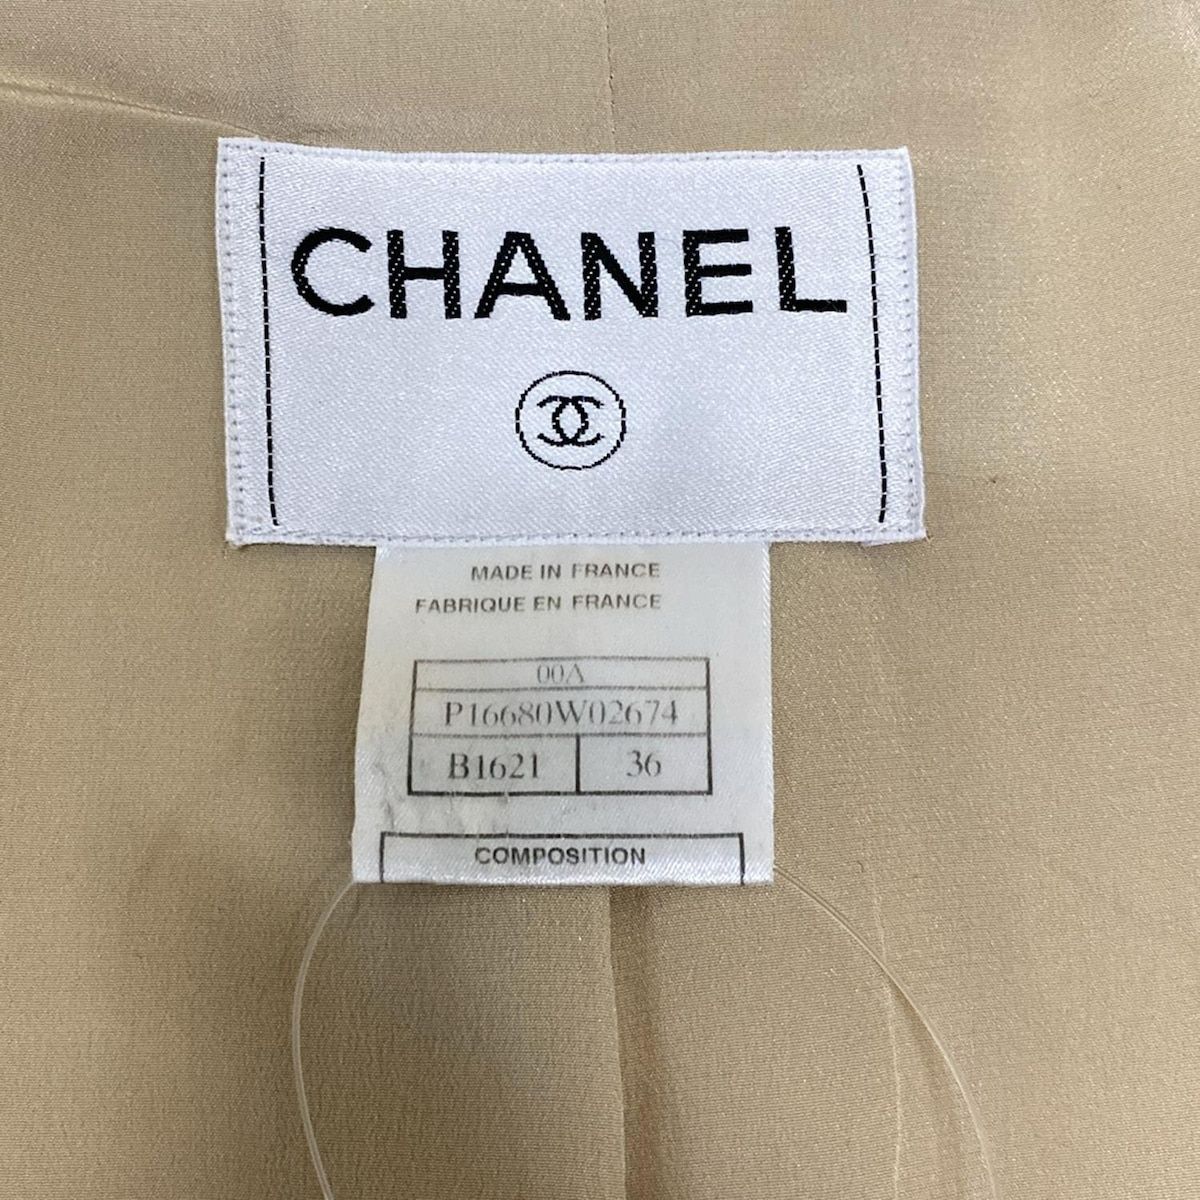 CHANEL
MADE IN FRANCE
FABRIQUE EN FRANCE
00A
P16680W02674
B1621 36
COMPOSITION